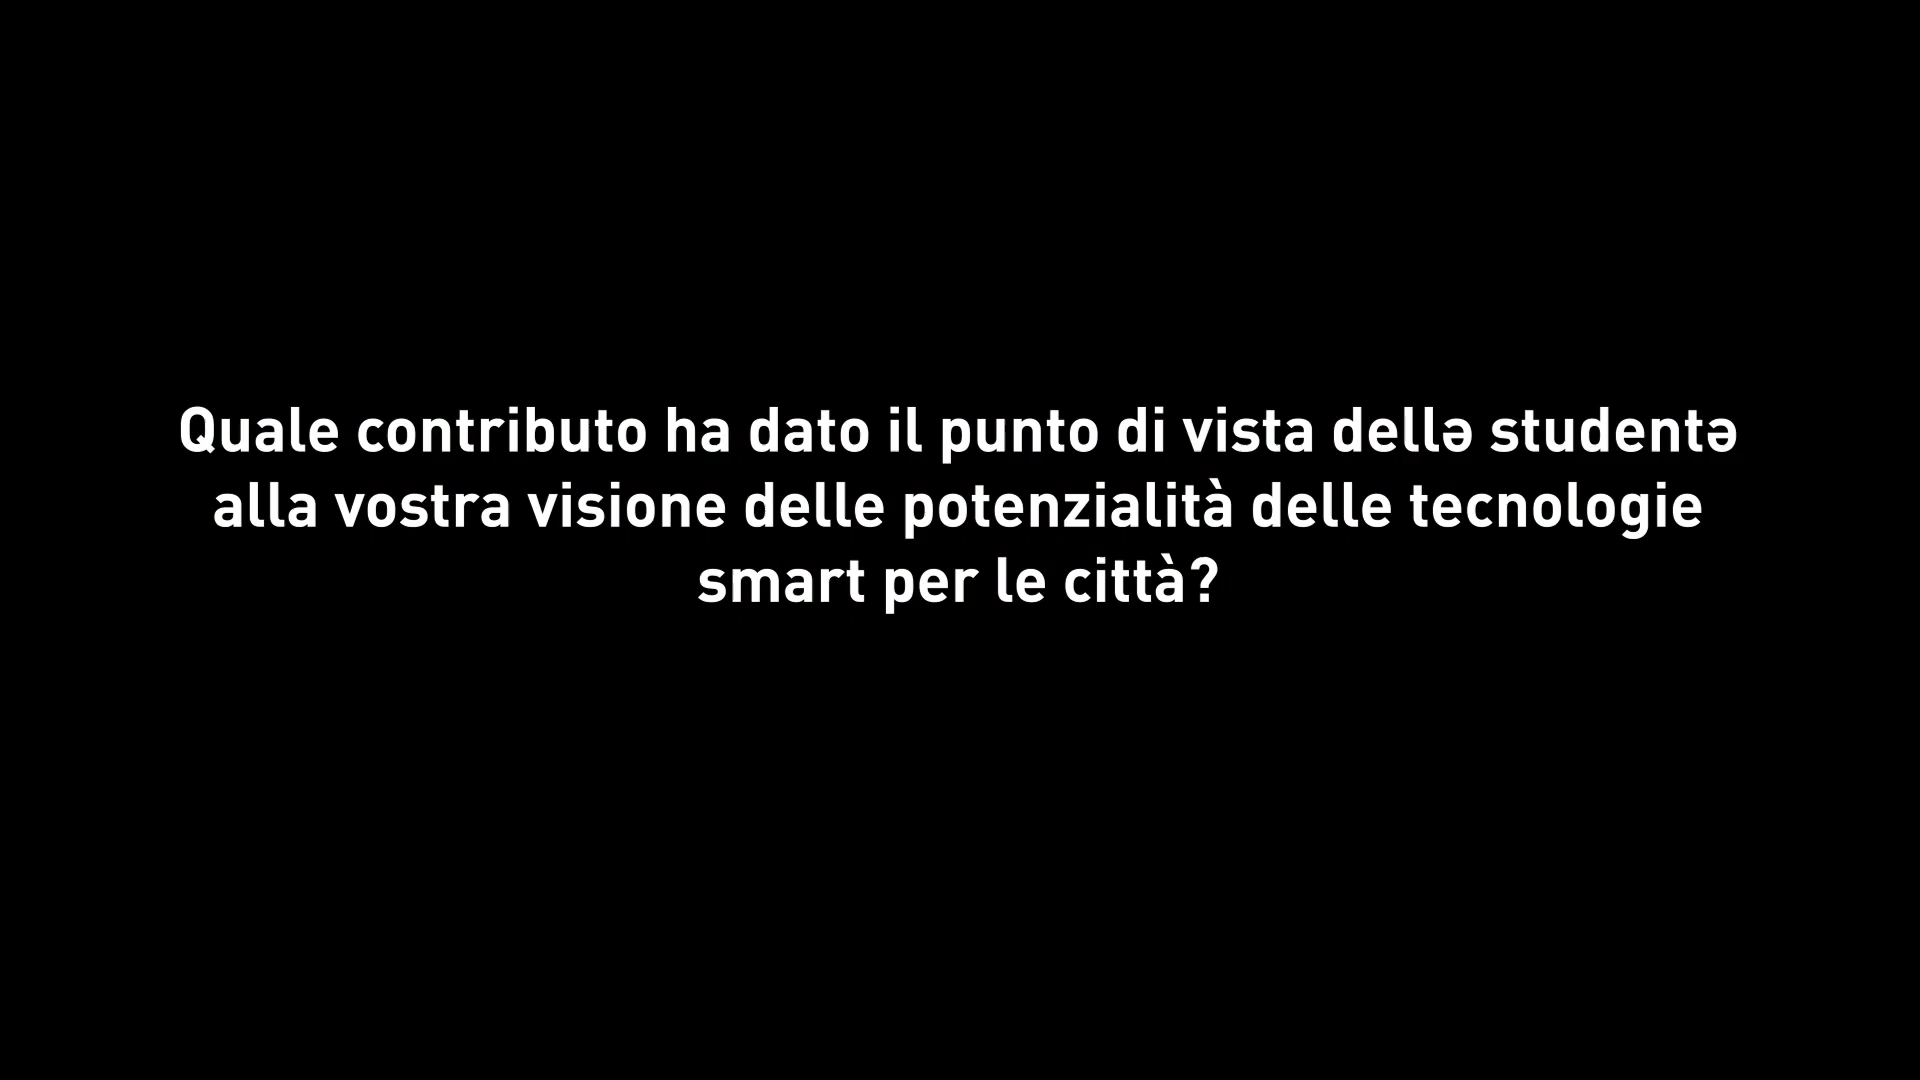 Quale contributo ha dato il punto di vista dellə studentə
alla vostra visione delle potenzialità delle tecnologie
smart per le città?